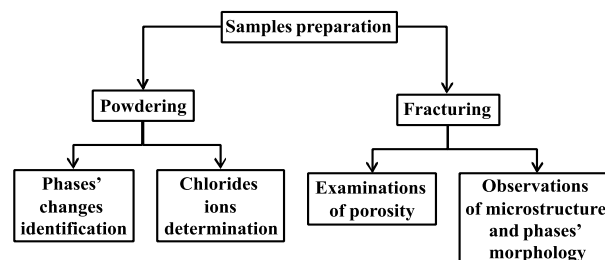 Samples preparation
Powdering
Fracturing
Phases'
changes
identification
Chlorides
ions
determination
Examinations
of porosity
Observations
of microstructure
and phases'
morphology